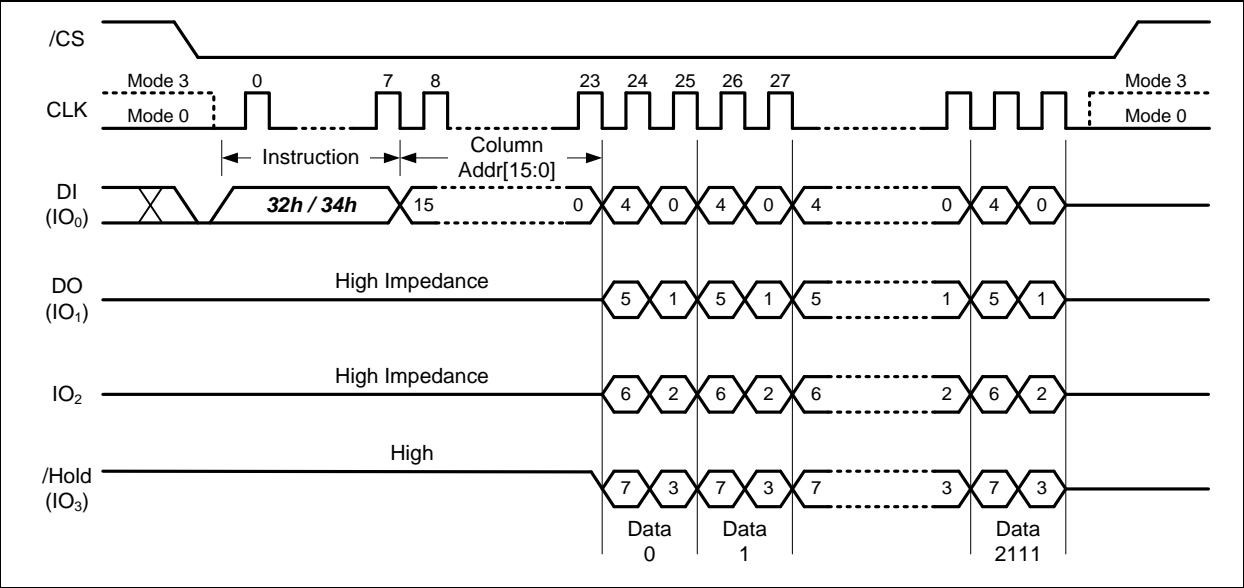 /CS
Mode 3 0 7 8 23 24 25 26 27 Mode 3
CLK
Mode 0 Mode 0
Instruction Column
Addr[15:0]
DI
(IO₀)
32h / 34h 15 0 4 0 4 0 4 0 4 0
High Impedance
DO
(IO₁)
5 1 5 1 5 1 5 1
High Impedance
IO₂ 6 2 6 2 6 2 6 2
High
/Hold
(IO₃)
7 3 7 3 7 3 7 3
Data Data Data
0 1 2111